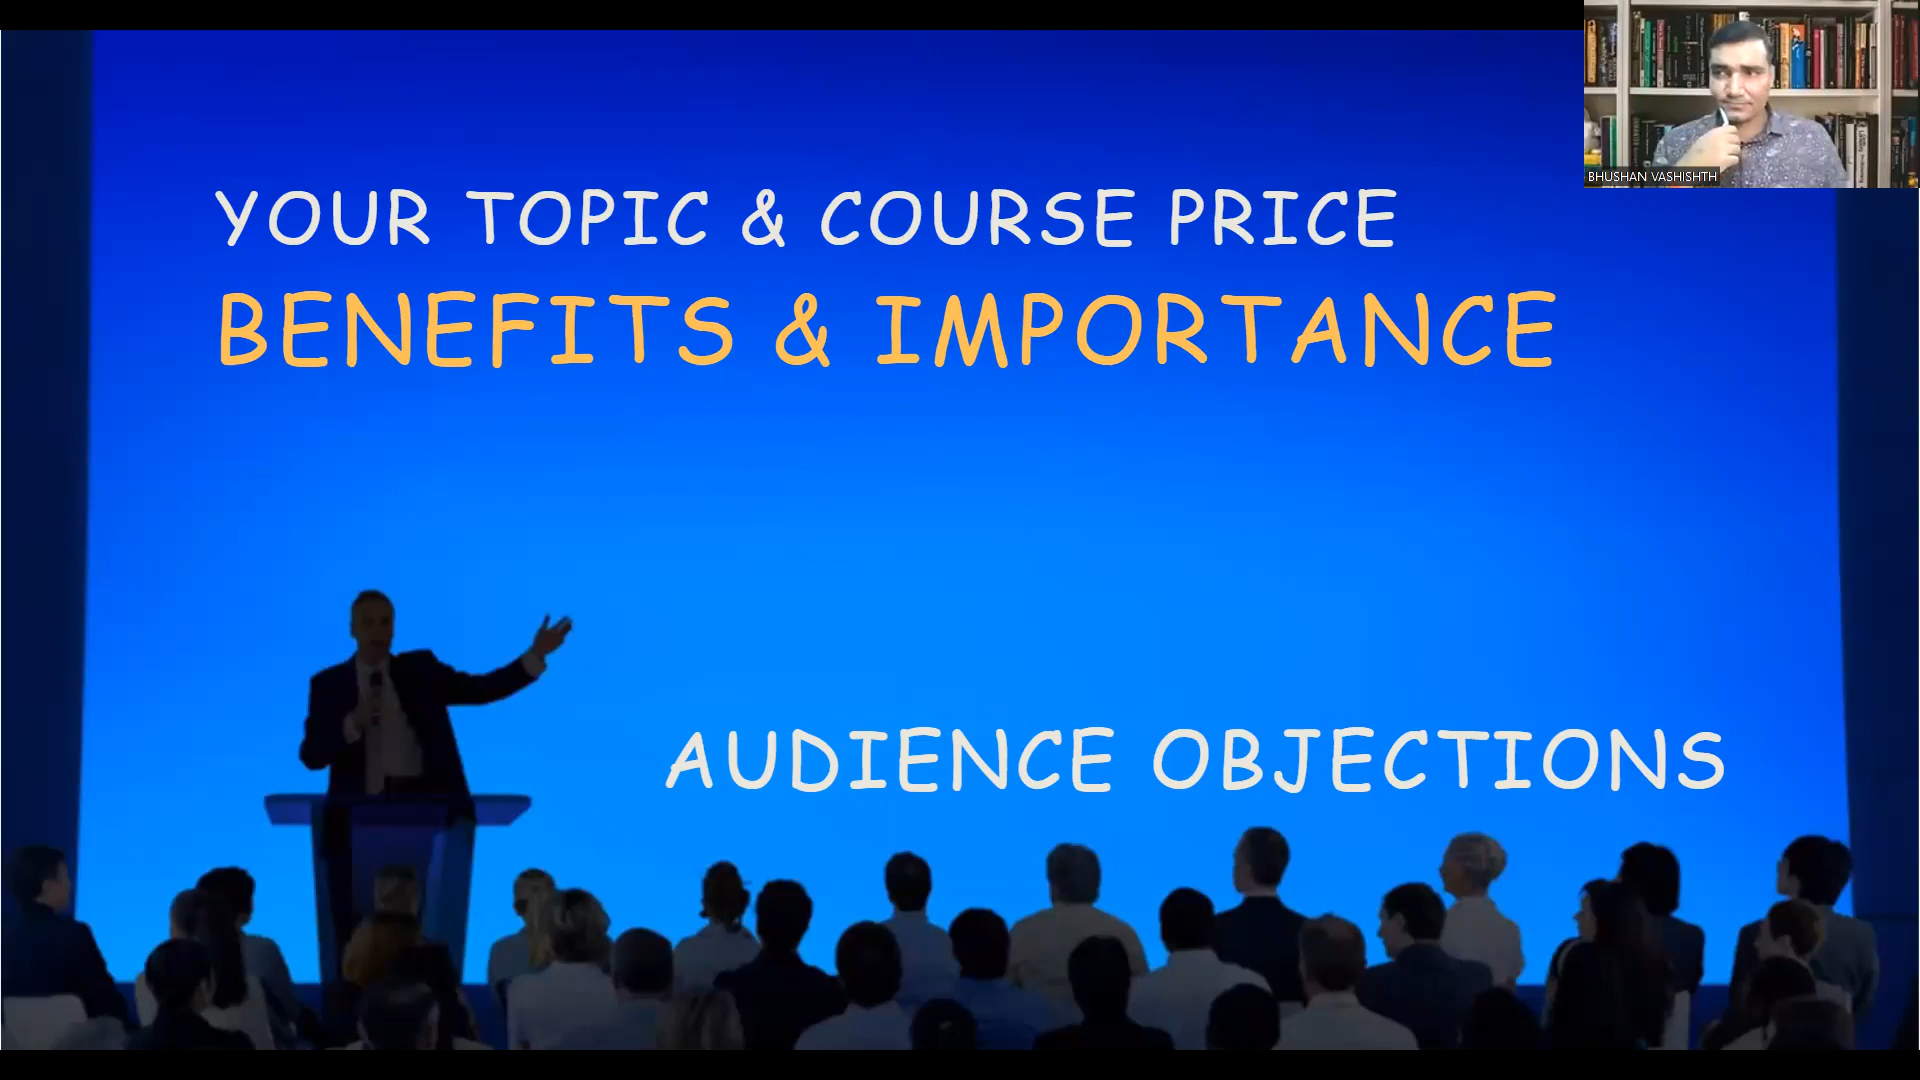 BHUSHAN VASHISHTH
YOUR TOPIC & COURSE PRICE
BENEFITS & IMPORTANCE
AUDIENCE OBJECTIONS